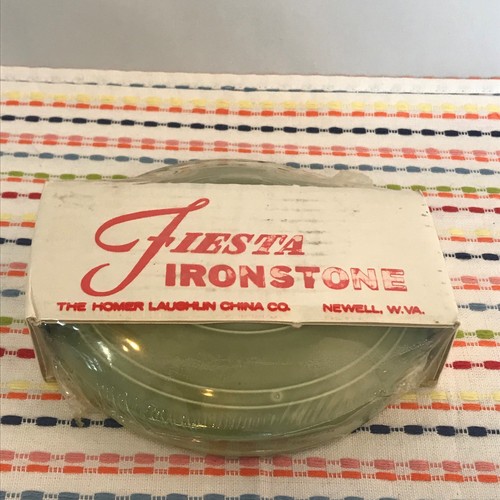 FIESTA
IRONSTONE
THE HOMER LAUGHLIN CHINA CO. NEWELL, W.VA.